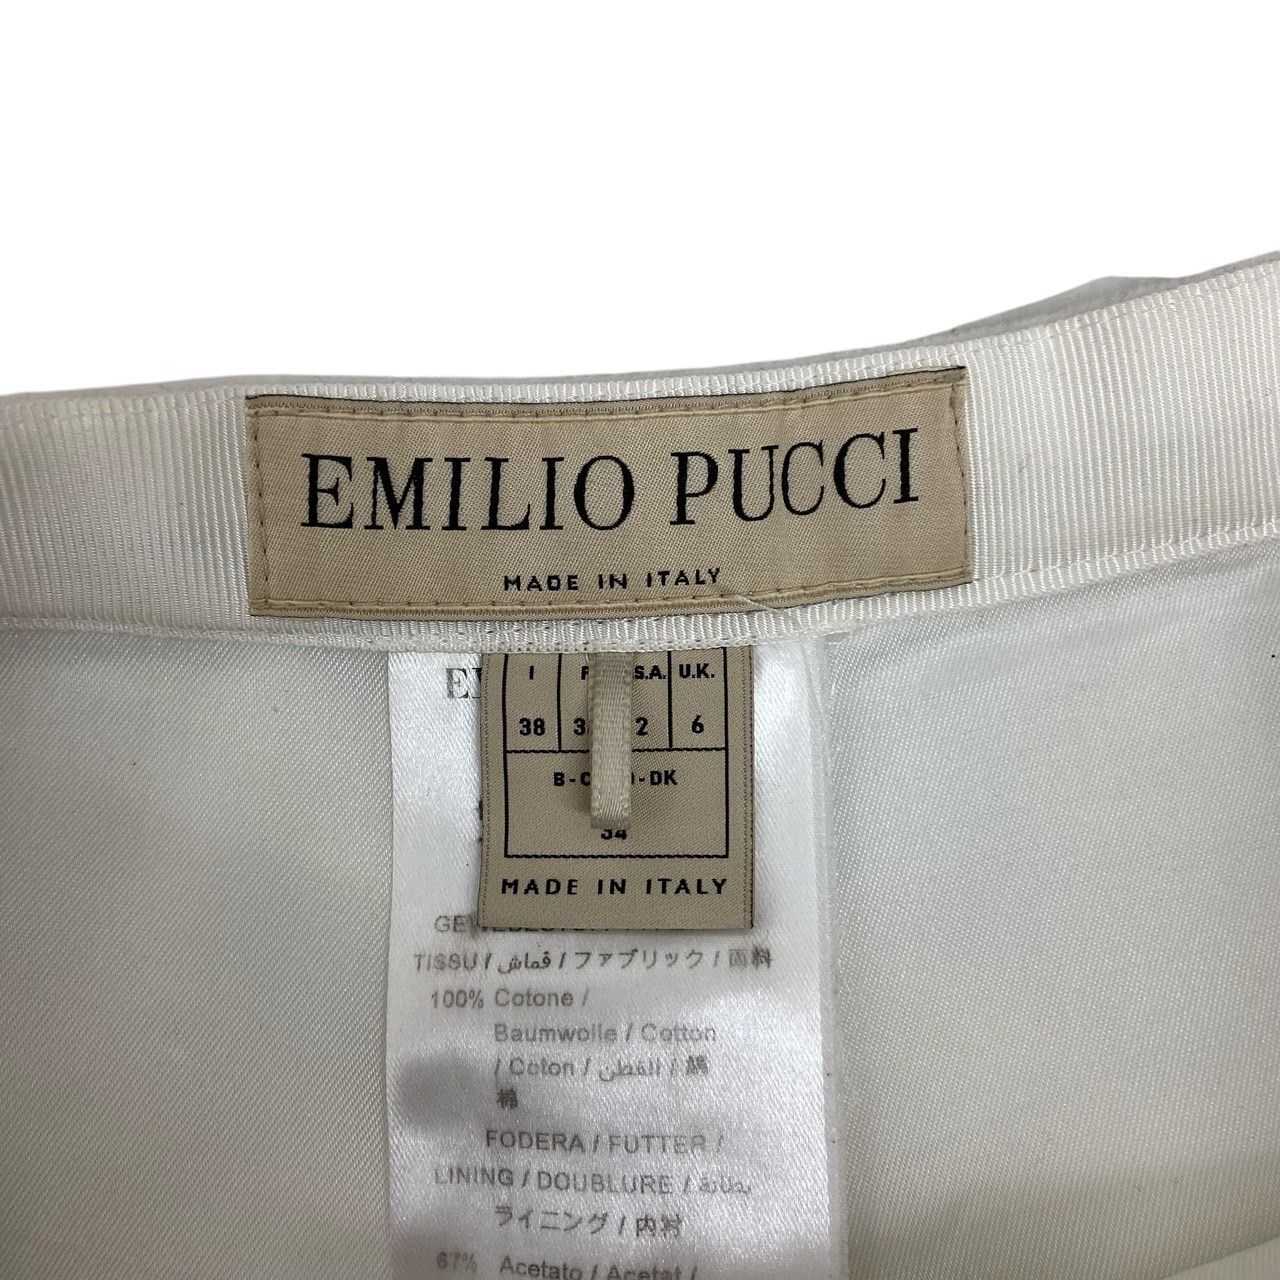 EMILIO PUCCI
MADE IN ITALY
I S.A. U.K.
38 2 6
34
MADE IN ITALY
TISSU / قماش / ファブリック / 面料
100% Cotone /
Baumwolle / Cotton
/ Coton / القطن / 綿
棉
FODERA / FUTTER /
LINING / DOUBLURE / بطانة
ライニング / 内衬
67% Acetato / Acetat /